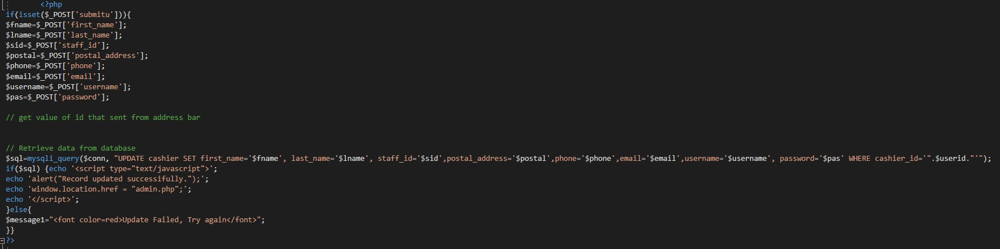 <?php
if(isset($_POST['submitu'])){
$fname=$_POST['first_name'];
$lname=$_POST['last_name'];
$sid=$_POST['staff_id'];
$postal=$_POST['postal_address'];
$phone=$_POST['phone'];
$email=$_POST['email'];
$username=$_POST['username'];
$pas=$_POST['password'];
// get value of id that sent from address bar
// Retrieve data from database
$sql=mysqli_query($conn, "UPDATE cashier SET first_name='$fname', last_name='$lname', staff_id='$sid',postal_address='$postal',phone='$phone',email='$email',username='$username', password='$pas' WHERE cashier_id='".$userid."'");
if($sql) {echo '<script type="text/javascript">';
echo 'alert("Record updated successifully.");';
echo 'window.location.href = "admin.php";';
echo '</script>';
}else{
$message1="<font color=red>Update Failed, Try again</font>";
}}
?>